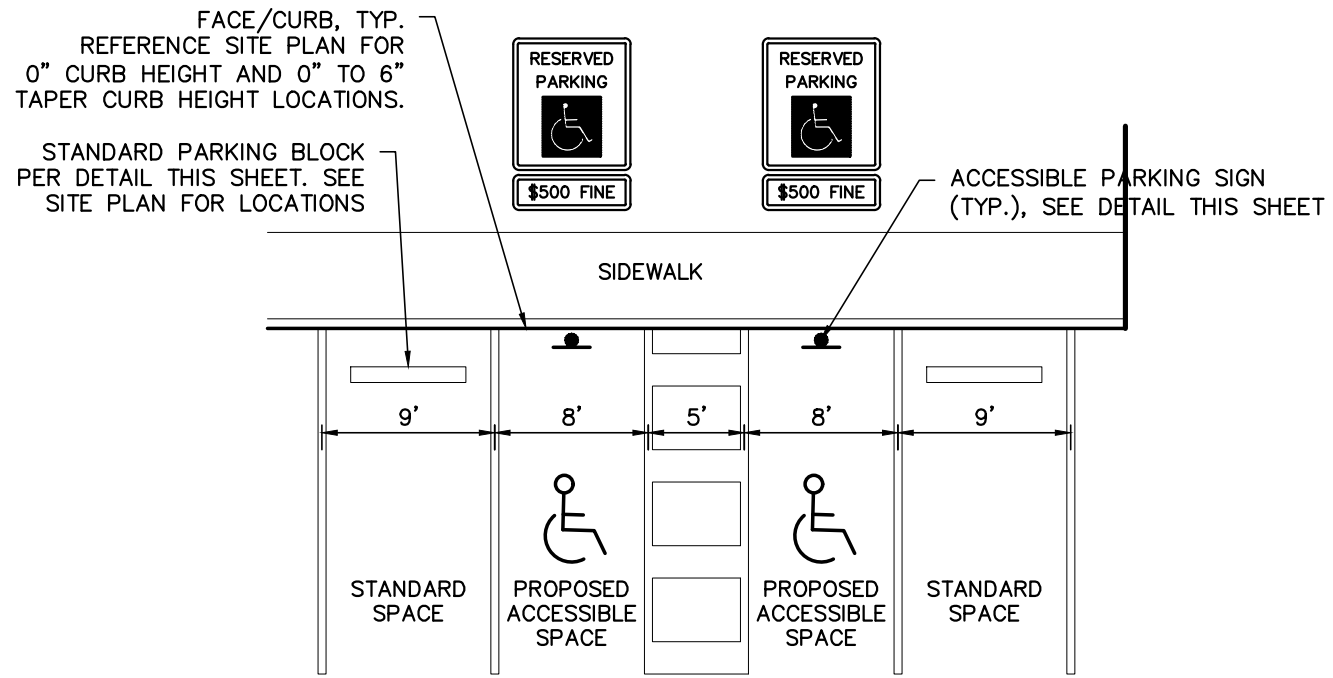 FACE/CURB, TYP.
REFERENCE SITE PLAN FOR
0" CURB HEIGHT AND 0" TO 6"
TAPER CURB HEIGHT LOCATIONS.
STANDARD PARKING BLOCK
PER DETAIL THIS SHEET. SEE
SITE PLAN FOR LOCATIONS
RESERVED
PARKING
$500 FINE
RESERVED
PARKING
$500 FINE
ACCESSIBLE PARKING SIGN
(TYP.), SEE DETAIL THIS SHEET
SIDEWALK
9' 8' 5' 8' 9'
STANDARD
SPACE
PROPOSED
ACCESSIBLE
SPACE
PROPOSED
ACCESSIBLE
SPACE
STANDARD
SPACE